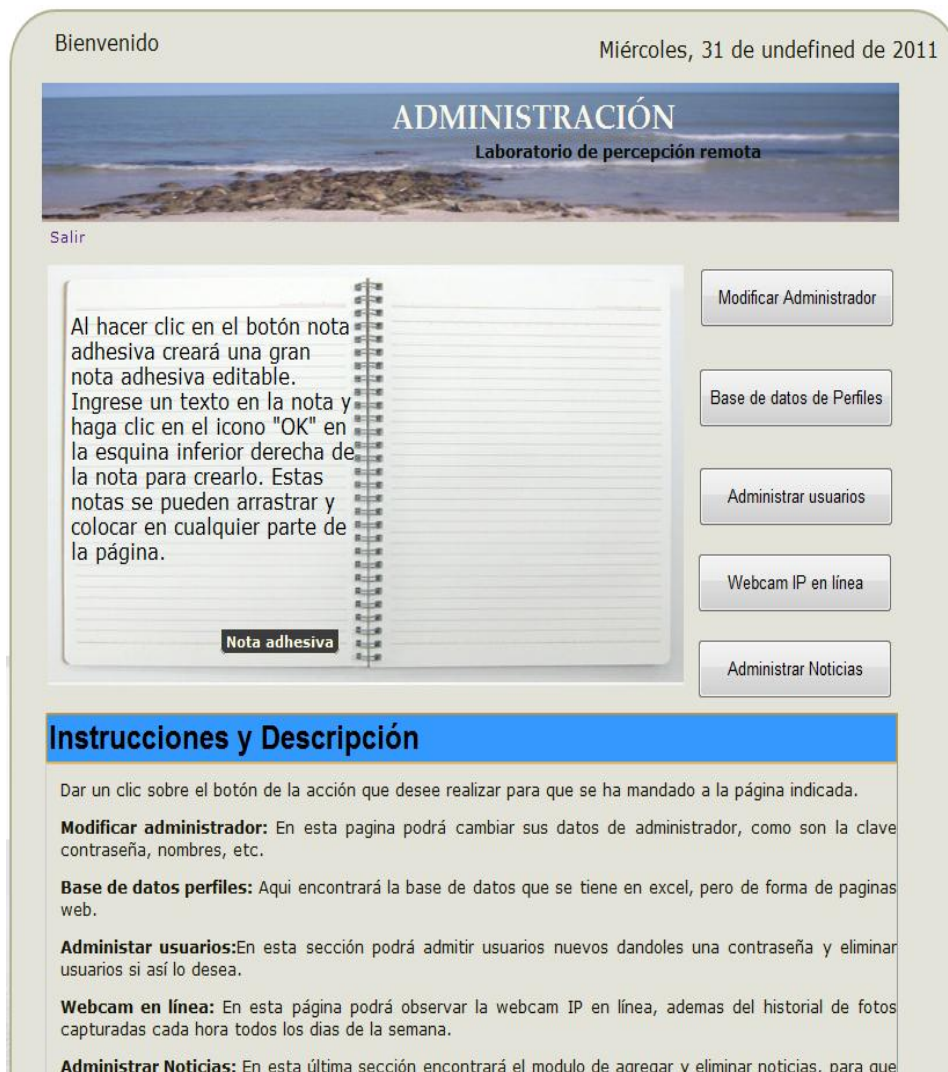 Bienvenido
Miércoles, 31 de undefined de 2011
ADMINISTRACIÓN
Laboratorio de percepción remota
Salir
Al hacer clic en el botón nota
adhesiva creará una gran
nota adhesiva editable.
Ingrese un texto en la nota y
haga clic en el icono "OK" en
la esquina inferior derecha de
la nota para crearlo. Estas
notas se pueden arrastrar y
colocar en cualquier parte de
la página.
Nota adhesiva
Modificar Administrador
Base de datos de Perfiles
Administrar usuarios
Webcam IP en línea
Administrar Noticias
Instrucciones y Descripción
Dar un clic sobre el botón de la acción que desee realizar para que se ha mandado a la página indicada.
Modificar administrador: En esta pagina podrá cambiar sus datos de administrador, como son la clave
contraseña, nombres, etc.
Base de datos perfiles: Aqui encontrará la base de datos que se tiene en excel, pero de forma de paginas
web.
Administar usuarios:En esta sección podrá admitir usuarios nuevos dandoles una contraseña y eliminar
usuarios si así lo desea.
Webcam en línea: En esta página podrá observar la webcam IP en línea, ademas del historial de fotos
capturadas cada hora todos los dias de la semana.
Administrar Noticias: En esta última sección encontrará el modulo de agregar y eliminar noticias, para que